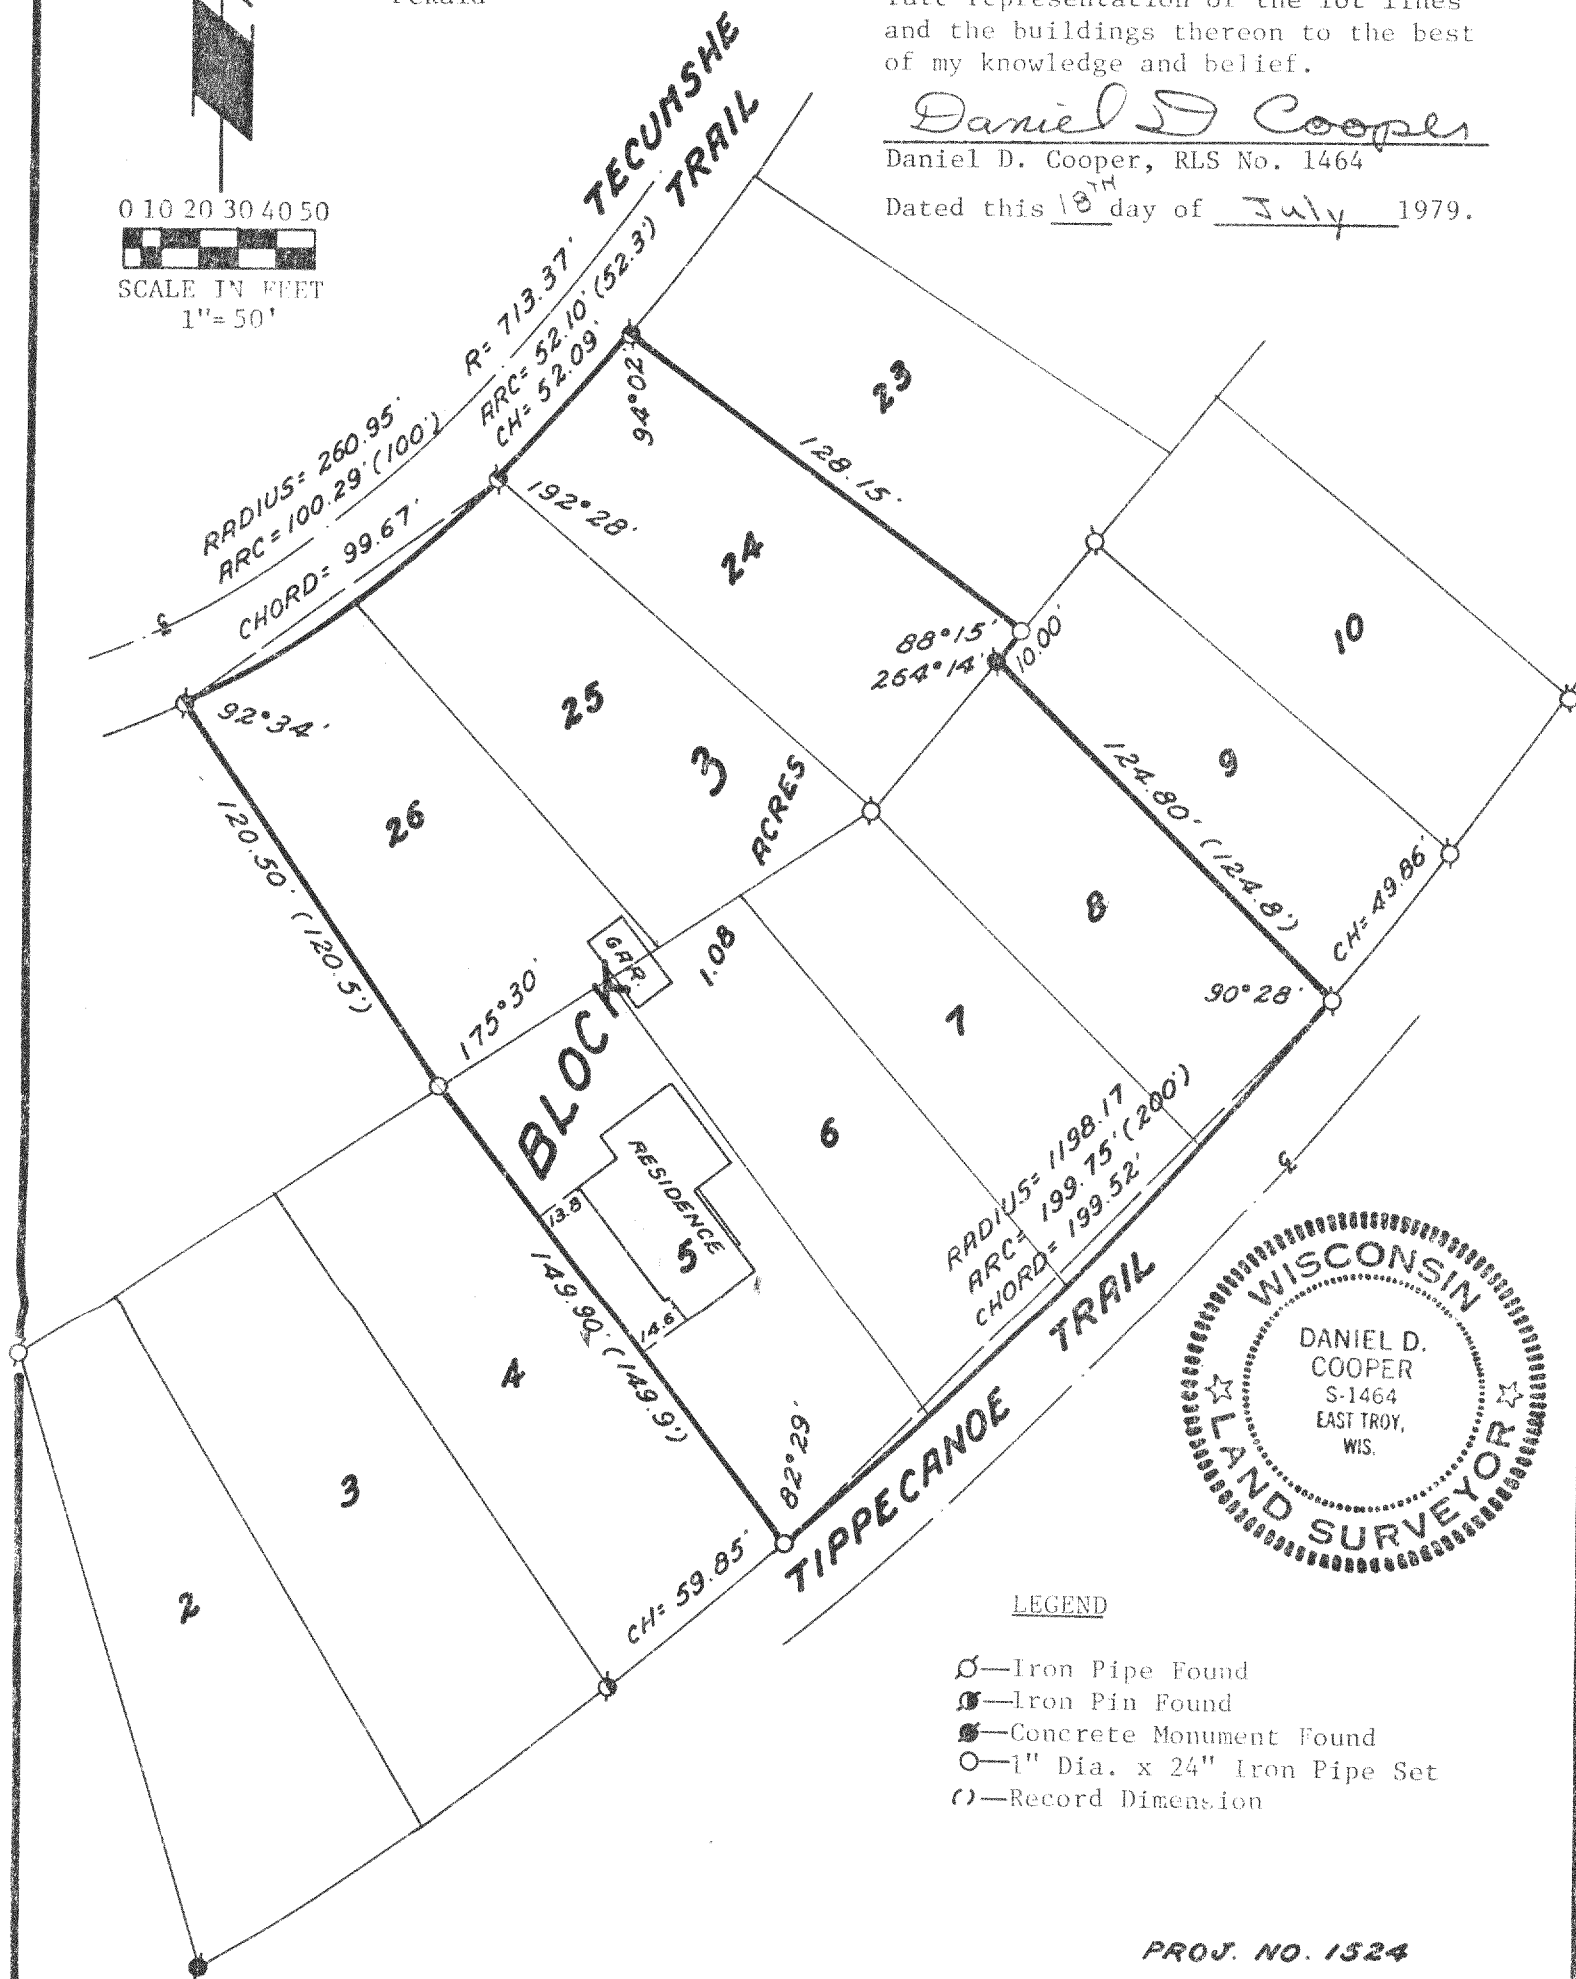 and the buildings thereon to the best
of my knowledge and belief.
Daniel D Cooper
Daniel D. Cooper, RLS No. 1464
Dated this 18TH day of July 1979.
0 10 20 30 40 50
SCALE IN FEET
1"=50'
TECUMSHE
TRAIL
R= 713.37'
ARC= 52.10' (52.3')
CH= 52.09'
RADIUS= 260.95'
ARC= 100.29' (100')
CHORD= 99.67'
94°02'
23
128.15'
192°28'
24
88°15'
264°14'
10.00'
10
92°34'
25
3
ACRES
1.08
9
124.80' (124.8')
CH= 49.86'
26
120.50' (120.5')
8
90°28'
GAR.
175°30'
BLOCK
7
6
RESIDENCE
5
13.8
14.6
149.90' (149.9')
RADIUS= 1198.17
ARC= 199.75' (200')
CHORD= 199.52'
TIPPECANOE TRAIL
82°29'
4
3
2
CH= 59.85'
WISCONSIN
DANIEL D.
COOPER
S-1464
EAST TROY,
WIS.
LAND SURVEYOR
LEGEND
Iron Pipe Found
Iron Pin Found
Concrete Monument Found
1" Dia. x 24" Iron Pipe Set
()—Record Dimension
PROJ. NO. 1524